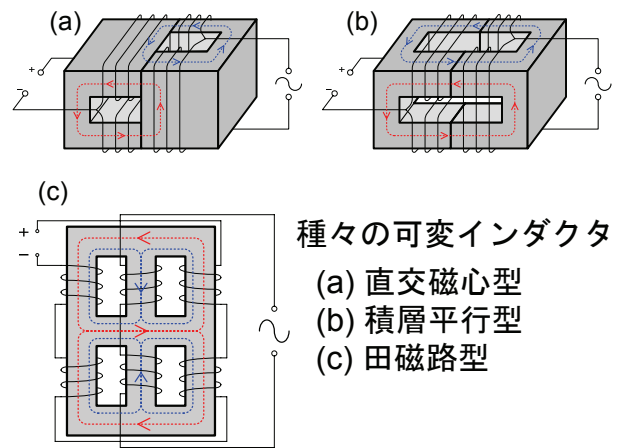 (a)
(b)
+
−
+
−
(c)
+
−
種々の可変インダクタ
(a) 直交磁心型
(b) 積層平行型
(c) 田磁路型